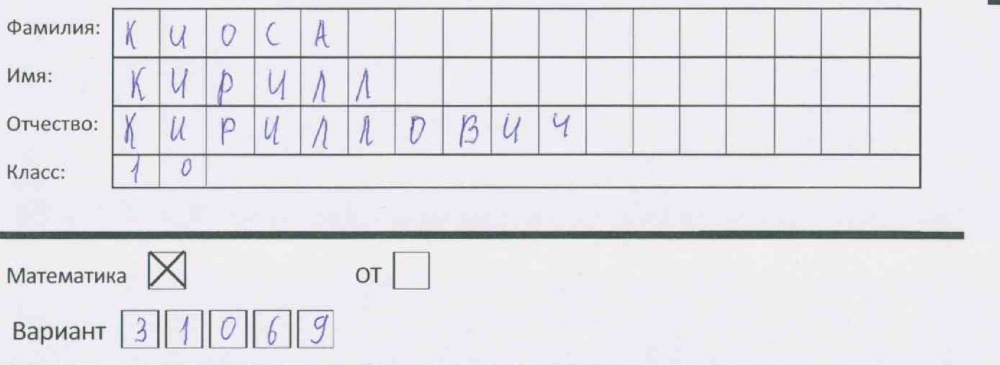 Фамилия: КИОСА
Имя: КИРИЛЛ
Отчество: КИРИЛЛОВИЧ
Класс: 10
Математика ☒ ОТ ☐
Вариант 31069